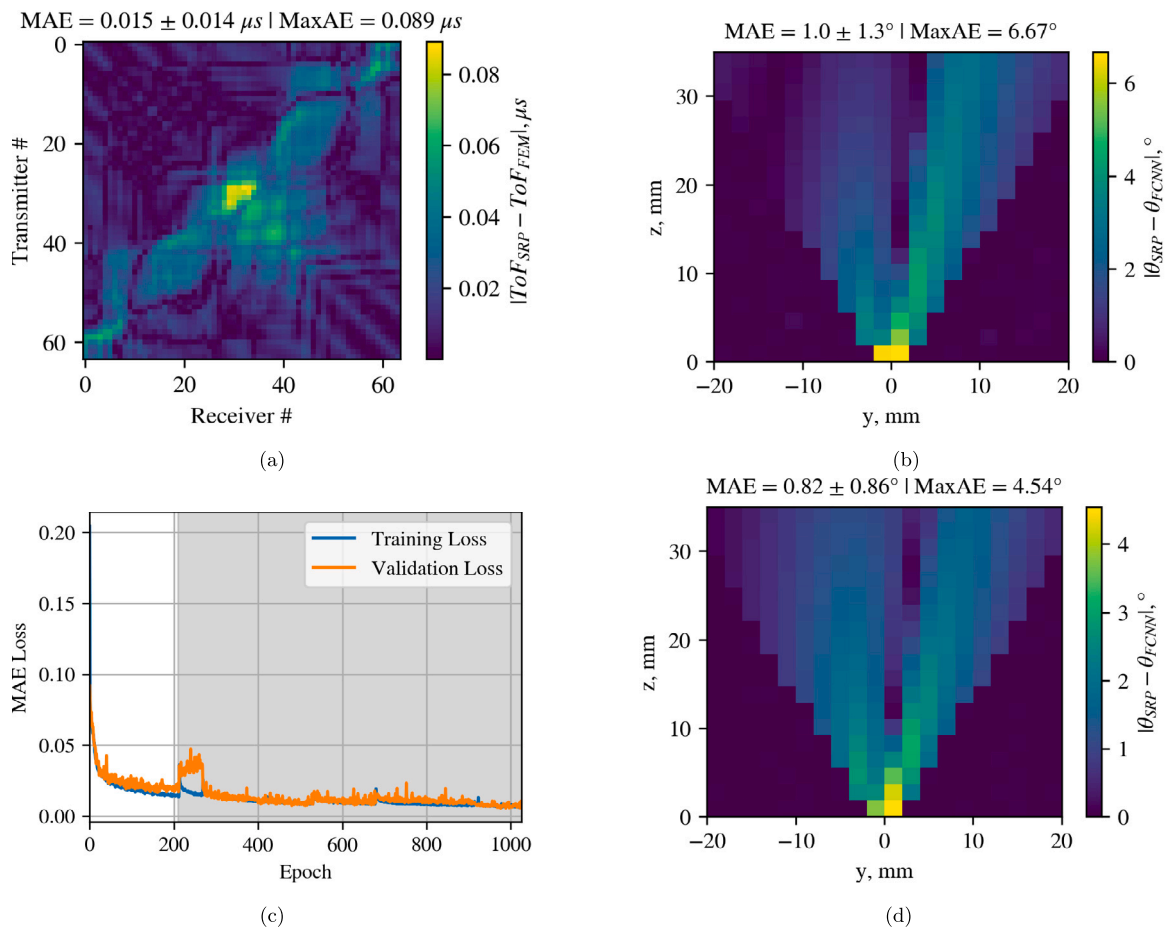 MAE = 0.015 ± 0.014 μs | MaxAE = 0.089 μs
0
20
40
60
Transmitter #
0
20
40
60
Receiver #
0.08
0.06
0.04
0.02
|ToF_SRP − ToF_FEM|, μs
(a)
MAE = 1.0 ± 1.3° | MaxAE = 6.67°
30
20
10
0
z, mm
−20
−10
0
10
20
y, mm
6
4
2
0
|θ_SRP − θ_FCNN|, °
(b)
0.20
0.15
0.10
0.05
0.00
MAE Loss
Training Loss
Validation Loss
0
200
400
600
800
1000
Epoch
(c)
MAE = 0.82 ± 0.86° | MaxAE = 4.54°
30
20
10
0
z, mm
−20
−10
0
10
20
y, mm
4
3
2
1
0
|θ_SRP − θ_FCNN|, °
(d)